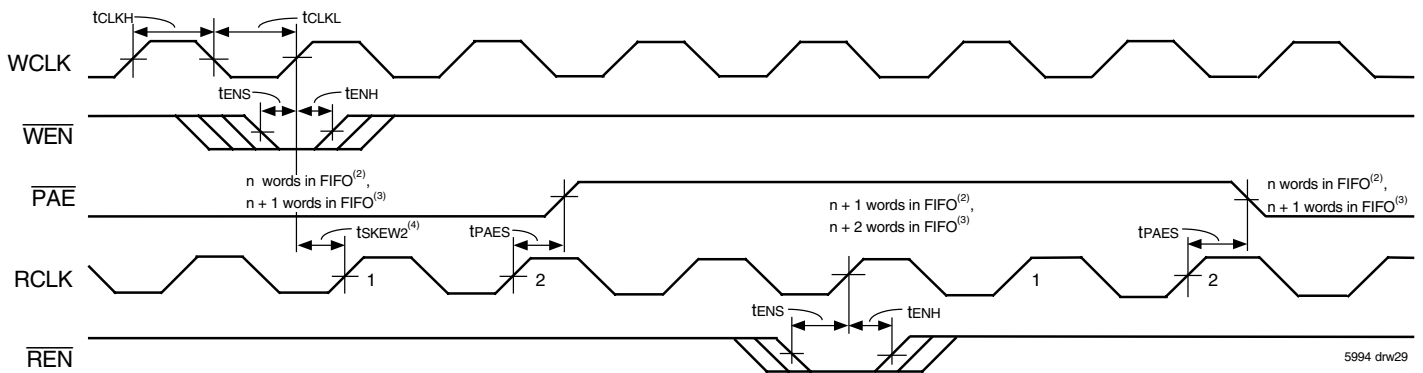 tCLKH
tCLKL
WCLK
tENS
tENH
WEN
n words in FIFO(2),
n + 1 words in FIFO(3)
PAE
n + 1 words in FIFO(2),
n + 2 words in FIFO(3)
n words in FIFO(2),
n + 1 words in FIFO(3)
tSKEW2(4)
tPAES
tPAES
RCLK
1
2
1
2
tENS
tENH
REN
5994 drw29